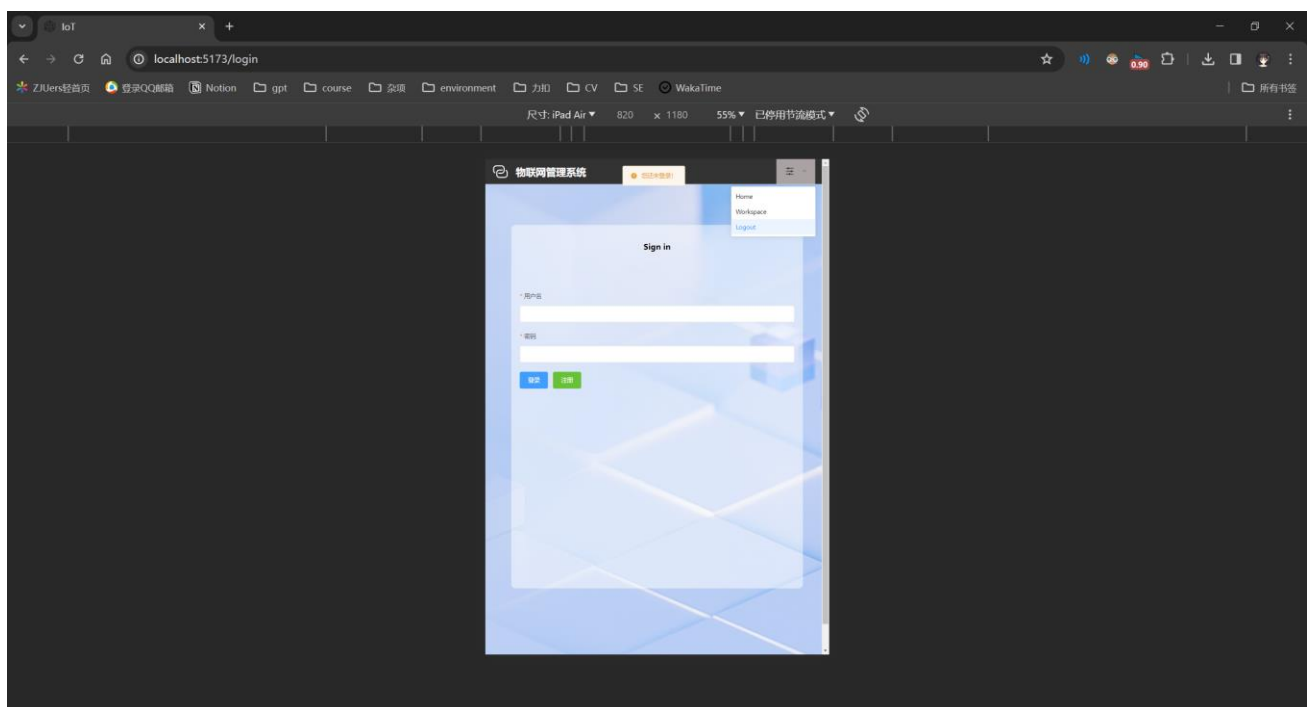 IoT
localhost:5173/login
0.90
ZJUers轻首页 登录QQ邮箱 Notion gpt course 杂项 environment 力扣 CV SE WakaTime 所有书签
尺寸: iPad Air ▼ 820 × 1180 55% ▼ 已停用节流模式 ▼
物联网管理系统
Home
Workspace
Logout
Sign in
* 用户名
* 密码
登录 注册